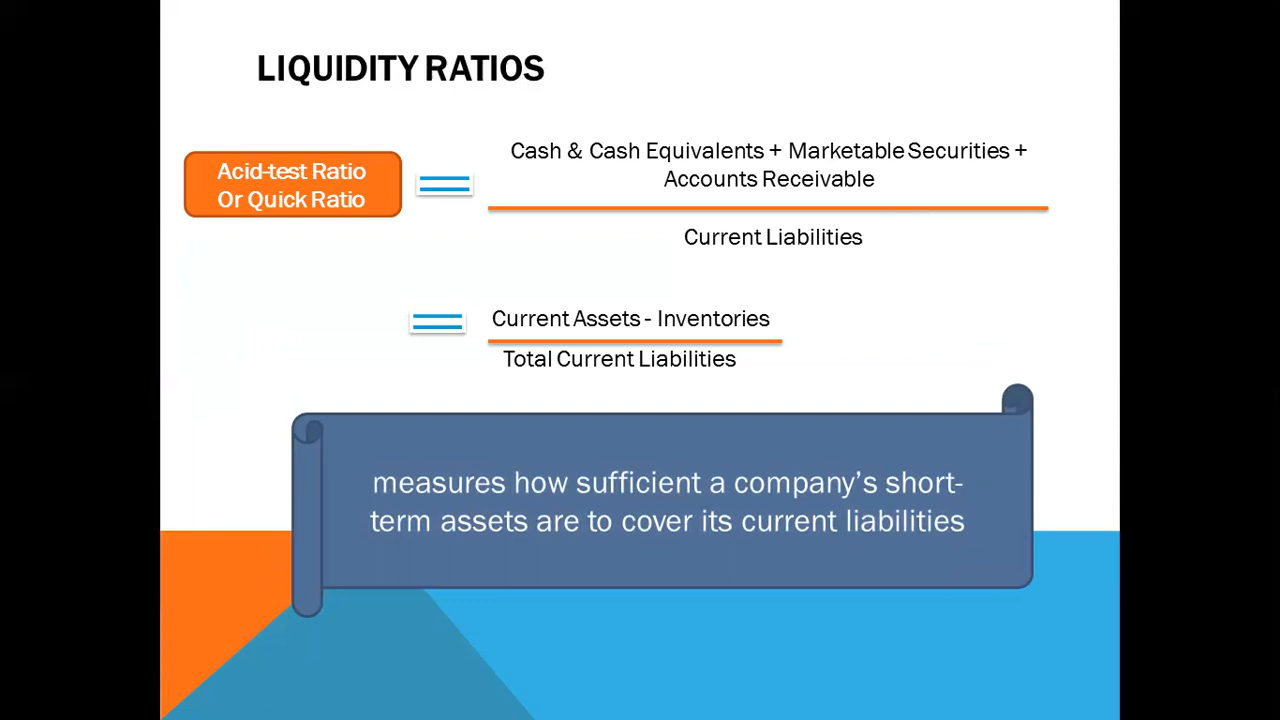 LIQUIDITY RATIOS
Acid-test Ratio
Or Quick Ratio
Cash & Cash Equivalents + Marketable Securities +
Accounts Receivable
Current Liabilities
Current Assets - Inventories
Total Current Liabilities
measures how sufficient a company’s short-
term assets are to cover its current liabilities